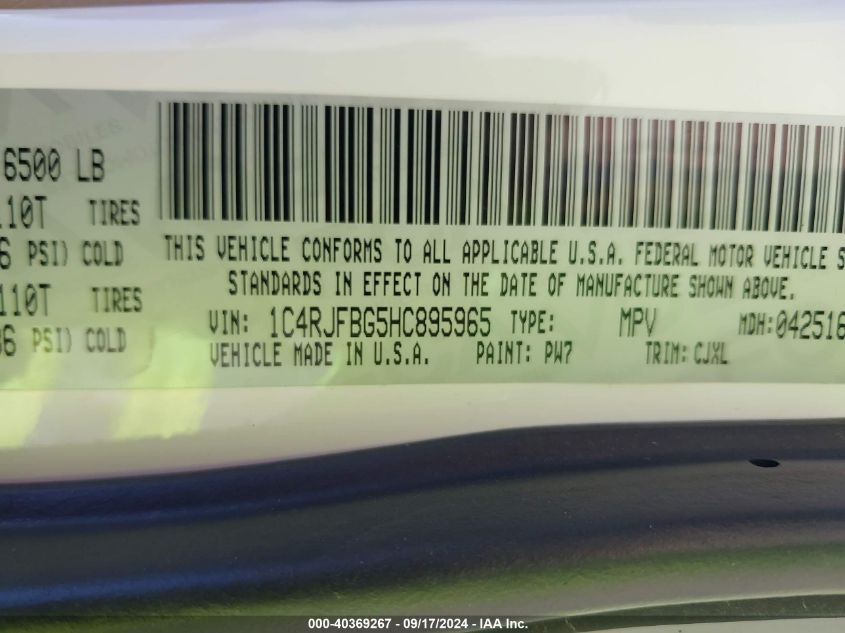 6500 LB
110T TIRES
6 PSI) COLD
110T TIRES
36 PSI) COLD
THIS VEHICLE CONFORMS TO ALL APPLICABLE U.S.A. FEDERAL MOTOR VEHICLE S
STANDARDS IN EFFECT ON THE DATE OF MANUFACTURE SHOWN ABOVE.
VIN: 1C4RJFBG5HC895965 TYPE: MPV MDH: 042516
VEHICLE MADE IN U.S.A. PAINT: PW7 TRIM: CJXL
000-40369267 - 09/17/2024 - IAA Inc.